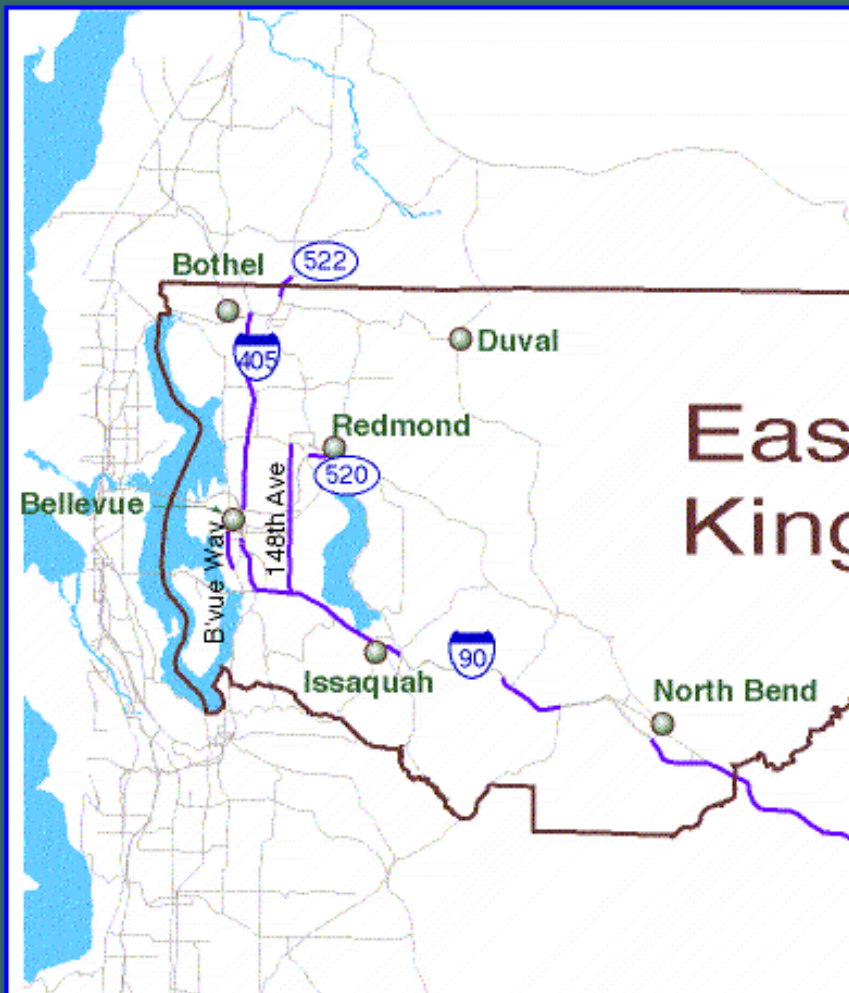 Bothel
522
405
Duval
Redmond
520
148th Ave
Bellevue
B'vue Way
Eas
King
90
Issaquah
North Bend